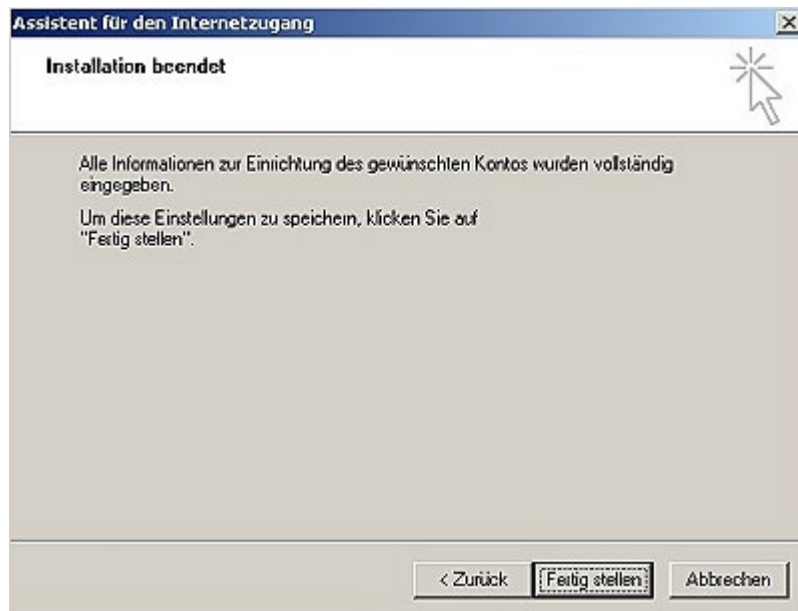 Assistent für den Internetzugang
Installation beendet
Alle Informationen zur Einrichtung des gewünschten Kontos wurden vollständig
eingegeben.
Um diese Einstellungen zu speichern, klicken Sie auf
"Fertig stellen".
< Zurück
Fertig stellen
Abbrechen